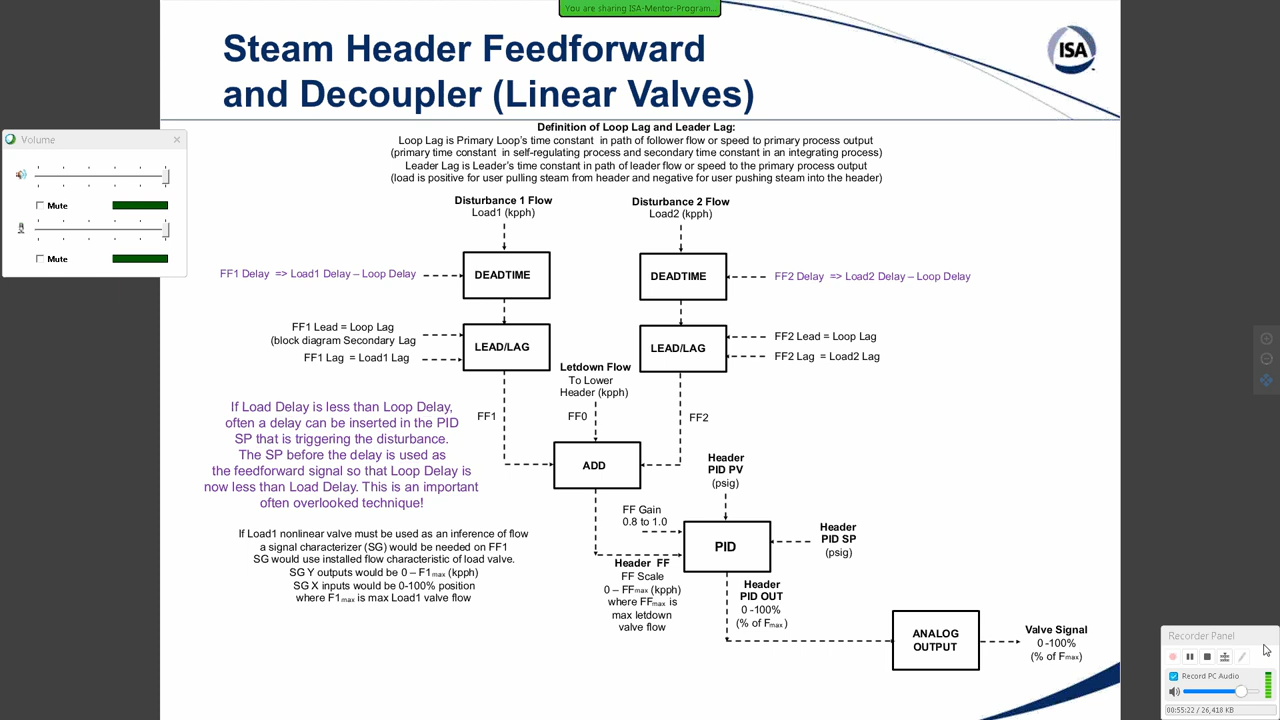 You are sharing ISA-Mentor-Program...
Steam Header Feedforward
and Decoupler (Linear Valves)
ISA
Definition of Loop Lag and Leader Lag:
Loop Lag is Primary Loop's time constant in path of follower flow or speed to primary process output
(primary time constant in self-regulating process and secondary time constant in an integrating process)
Leader Lag is Leader's time constant in path of leader flow or speed to the primary process output
(load is positive for user pulling steam from header and negative for user pushing steam into the header)
Volume
Mute
Mute
Disturbance 1 Flow
Load1 (kpph)
Disturbance 2 Flow
Load2 (kpph)
FF1 Delay => Load1 Delay – Loop Delay
DEADTIME
DEADTIME
FF2 Delay => Load2 Delay – Loop Delay
FF1 Lead = Loop Lag
(block diagram Secondary Lag
FF1 Lag = Load1 Lag
LEAD/LAG
LEAD/LAG
FF2 Lead = Loop Lag
FF2 Lag = Load2 Lag
Letdown Flow
To Lower
Header (kpph)
FF1
FF0
FF2
If Load Delay is less than Loop Delay,
often a delay can be inserted in the PID
SP that is triggering the disturbance.
The SP before the delay is used as
the feedforward signal so that Loop Delay is
now less than Load Delay. This is an important
often overlooked technique!
ADD
Header
PID PV
(psig)
FF Gain
0.8 to 1.0
PID
Header
PID SP
(psig)
If Load1 nonlinear valve must be used as an inference of flow
a signal characterizer (SG) would be needed on FF1
SG would use installed flow characteristic of load valve.
SG Y outputs would be 0 – F1max (kpph)
SG X inputs would be 0-100% position
where F1max is max Load1 valve flow
Header FF
FF Scale
0 – FFmax (kpph)
where FFmax is
max letdown
valve flow
Header
PID OUT
0 -100%
(% of Fmax)
ANALOG
OUTPUT
Valve Signal
0 -100%
(% of Fmax)
Recorder Panel
Record PC Audio
00:55:22 / 26,418 KB